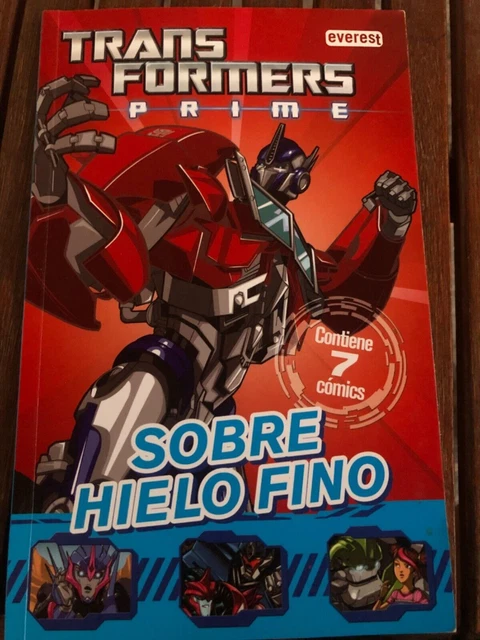 everest
TRANS
FORMERS
PRIME
Contiene
7
cómics
SOBRE
HIELO FINO